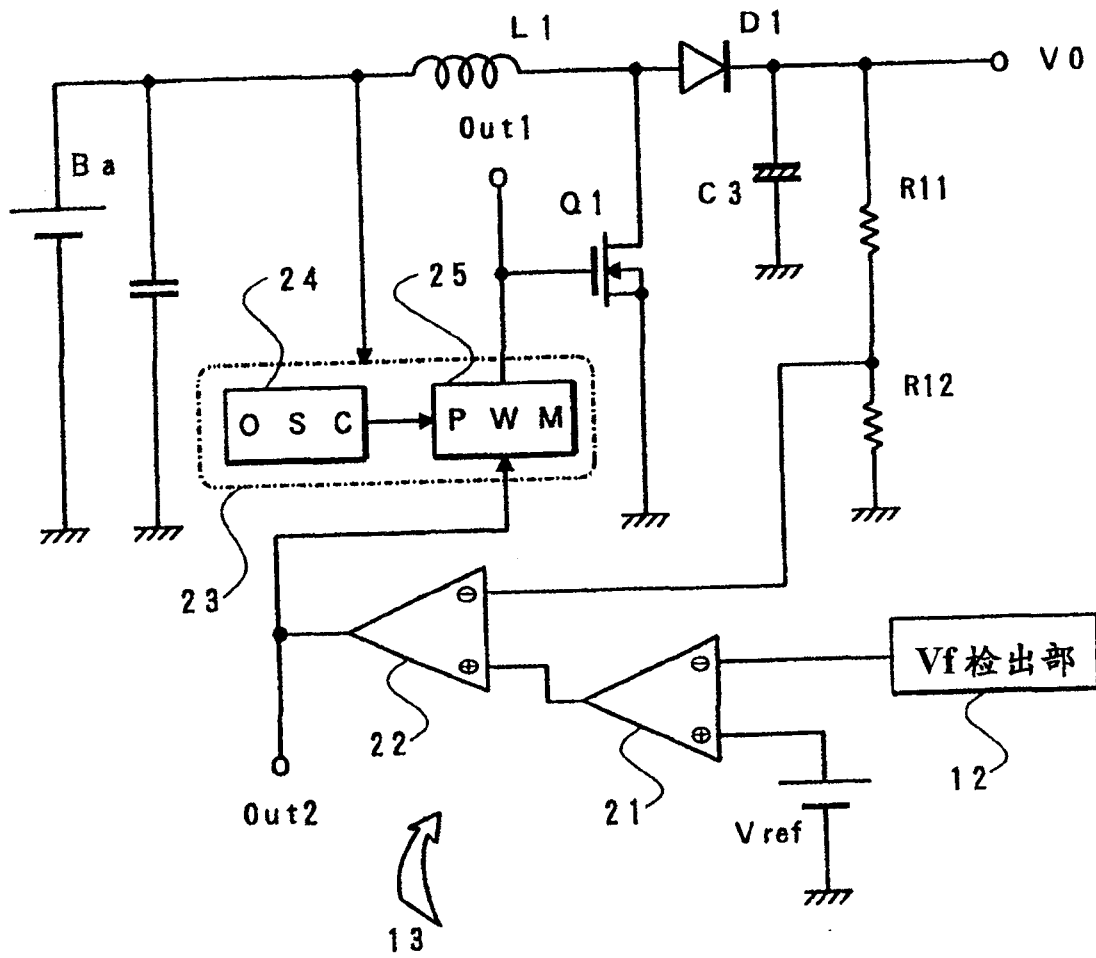 L1
D1
V0
Out1
Ba
Q1
C3
R11
24
25
OSC
PWM
R12
23
Vf检出部
22
21
12
Out2
Vref
13